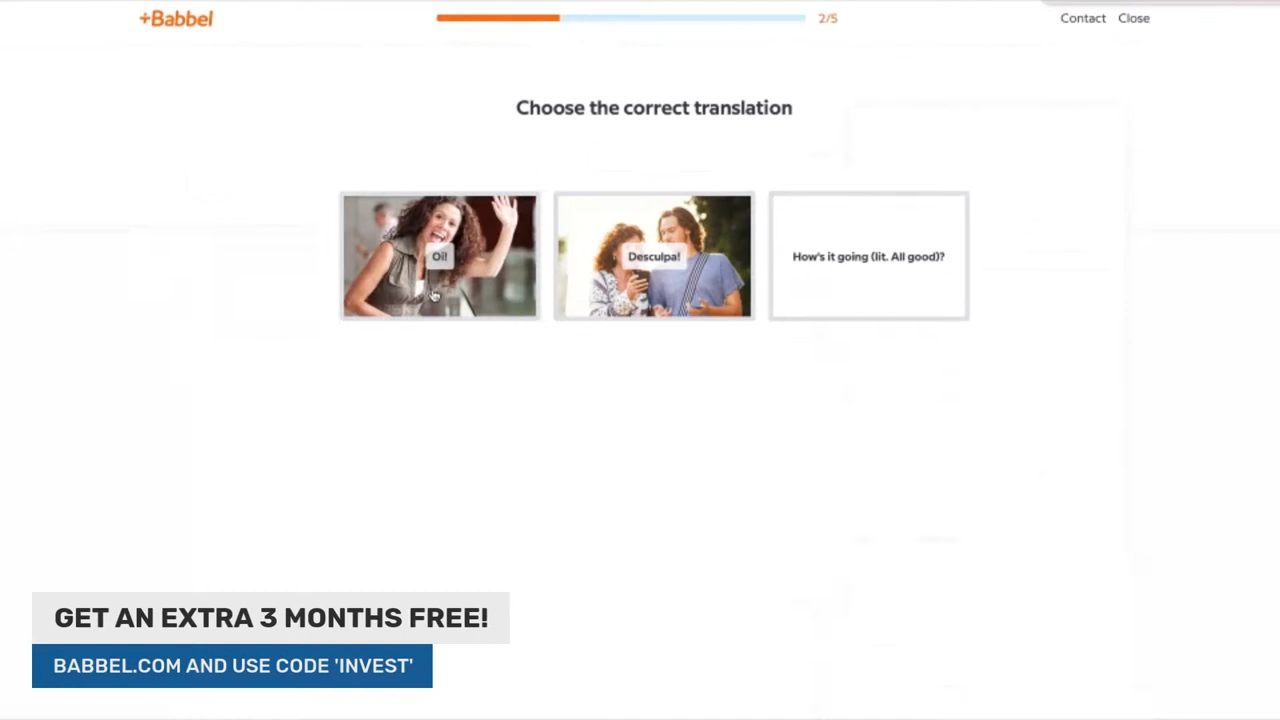 +Babbel
2/5
Contact Close
Choose the correct translation
Oi!
Desculpa!
How's it going (lit. All good)?
GET AN EXTRA 3 MONTHS FREE!
BABBEL.COM AND USE CODE 'INVEST'